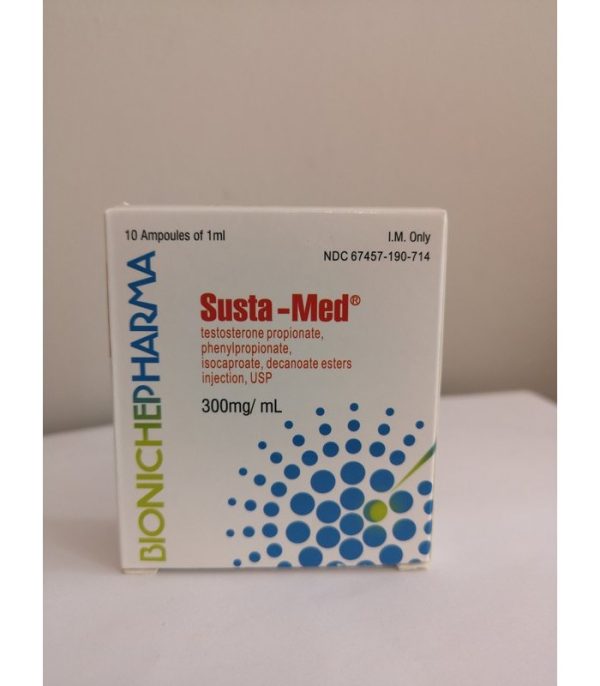 10 Ampoules of 1ml
I.M. Only
NDC 67457-190-714
BIONICHEPHARMA
Susta-Med®
testosterone propionate,
phenylpropionate,
isocaproate, decanoate esters
injection, USP
300mg/ mL